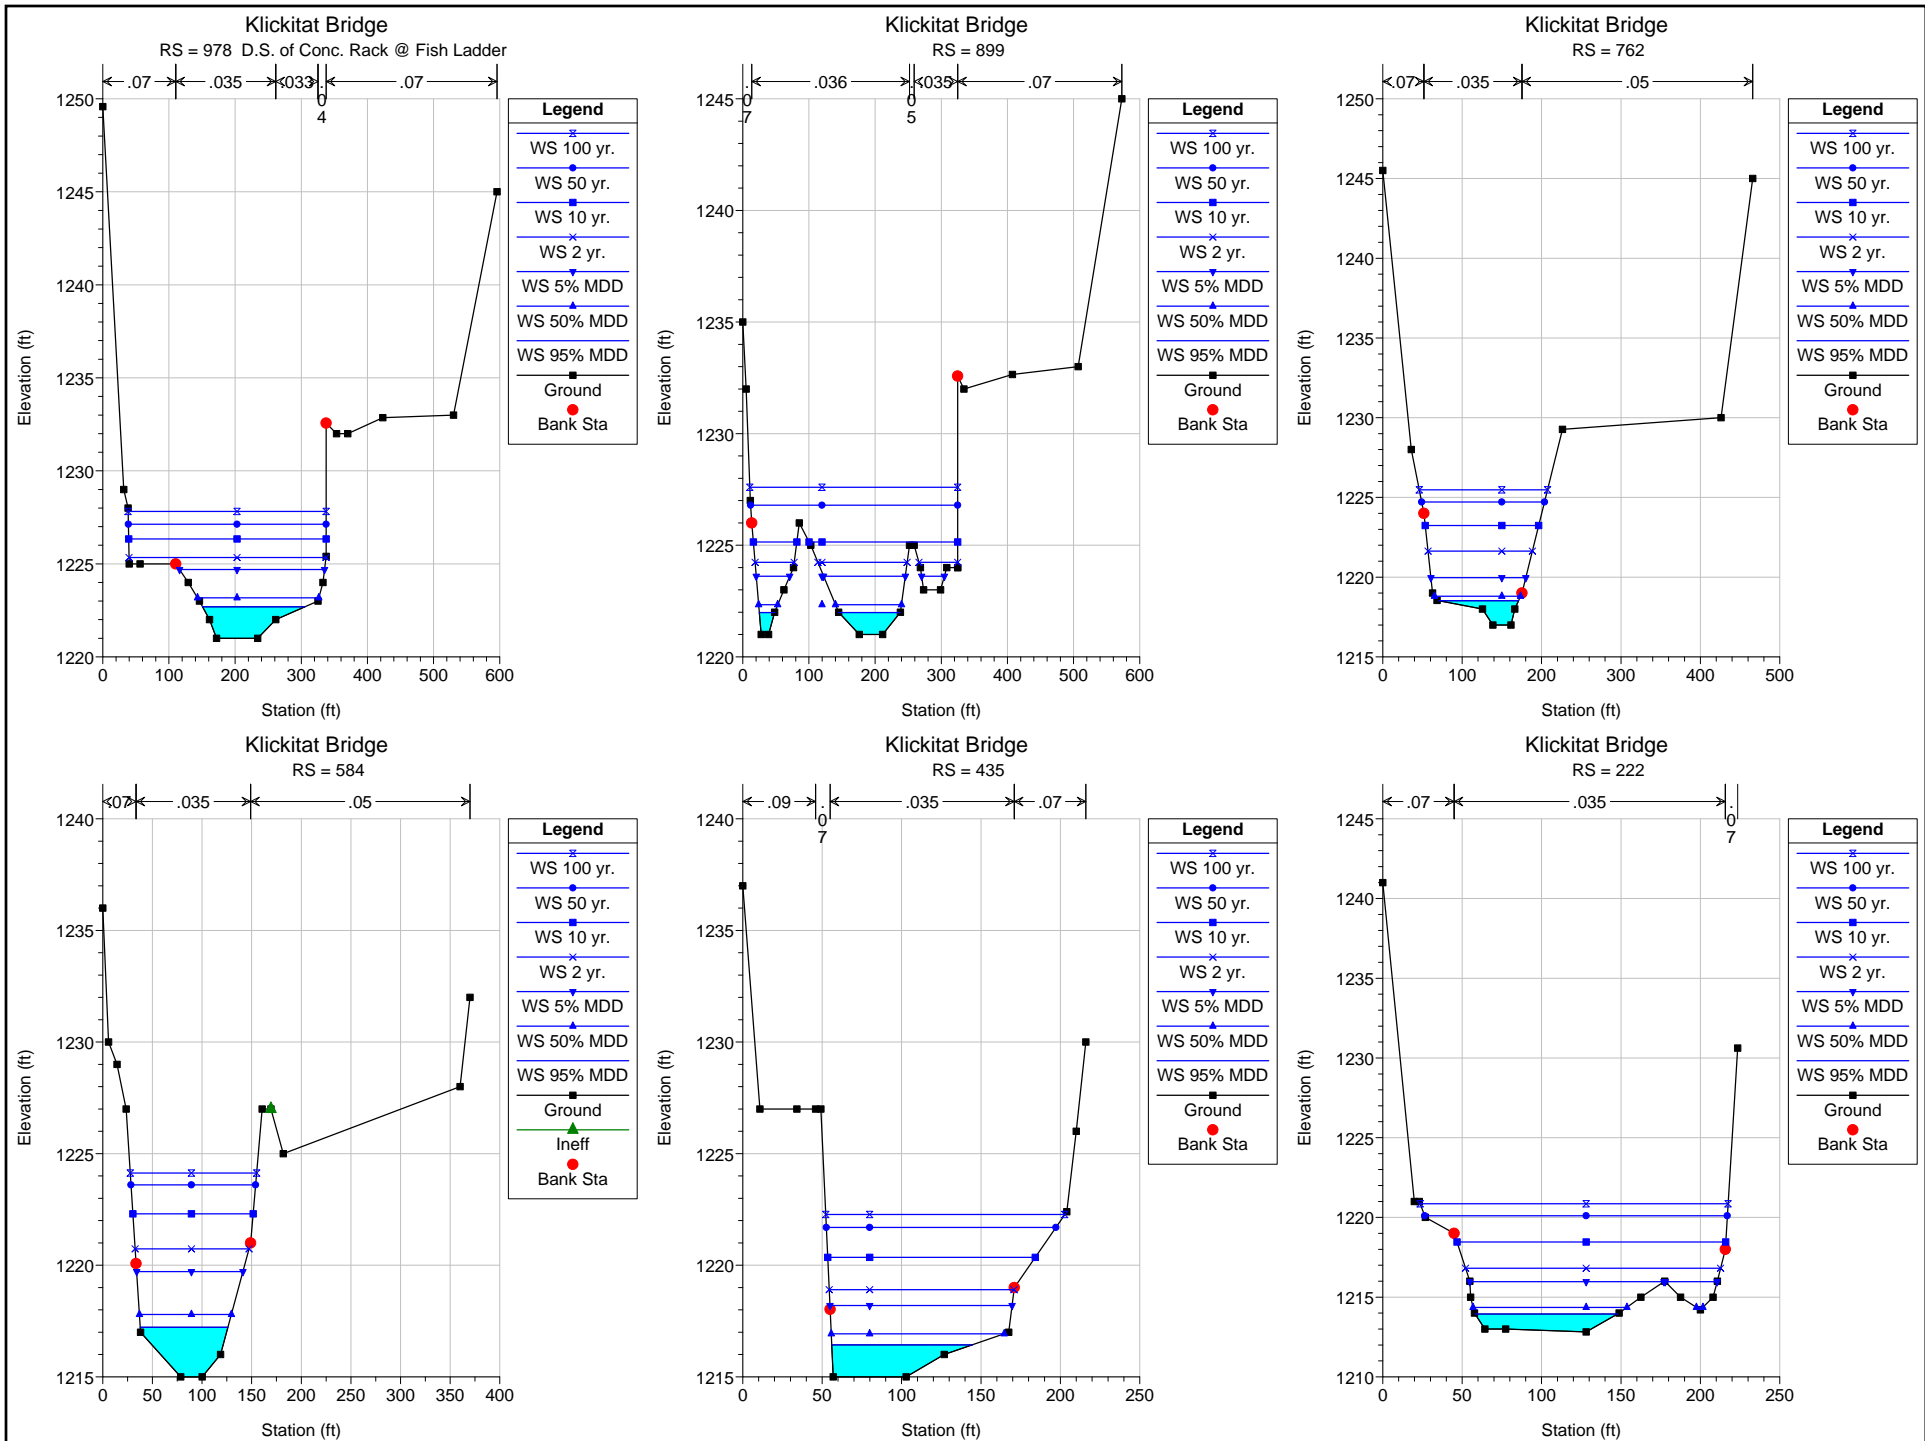 Klickitat Bridge
RS = 978 D.S. of Conc. Rack @ Fish Ladder
.07 .035 .033 .04 .07
1250
1245
1240
1235
1230
1225
1220
0 100 200 300 400 500 600
Station (ft)
Elevation (ft)
Legend
WS 100 yr.
WS 50 yr.
WS 10 yr.
WS 2 yr.
WS 5% MDD
WS 50% MDD
WS 95% MDD
Ground
Bank Sta
Klickitat Bridge
RS = 899
.07 .036 .05 .035 .07
1245
1240
1235
1230
1225
1220
0 100 200 300 400 500 600
Station (ft)
Elevation (ft)
Legend
WS 100 yr.
WS 50 yr.
WS 10 yr.
WS 2 yr.
WS 5% MDD
WS 50% MDD
WS 95% MDD
Ground
Bank Sta
Klickitat Bridge
RS = 762
.07 .035 .05
1250
1245
1240
1235
1230
1225
1220
1215
0 100 200 300 400 500
Station (ft)
Elevation (ft)
Legend
WS 100 yr.
WS 50 yr.
WS 10 yr.
WS 2 yr.
WS 5% MDD
WS 50% MDD
WS 95% MDD
Ground
Bank Sta
Klickitat Bridge
RS = 584
.07 .035 .05
1240
1235
1230
1225
1220
1215
0 50 100 150 200 250 300 350 400
Station (ft)
Elevation (ft)
Legend
WS 100 yr.
WS 50 yr.
WS 10 yr.
WS 2 yr.
WS 5% MDD
WS 50% MDD
WS 95% MDD
Ground
Ineff
Bank Sta
Klickitat Bridge
RS = 435
.09 .07 .035 .07
1240
1235
1230
1225
1220
1215
0 50 100 150 200 250
Station (ft)
Elevation (ft)
Legend
WS 100 yr.
WS 50 yr.
WS 10 yr.
WS 2 yr.
WS 5% MDD
WS 50% MDD
WS 95% MDD
Ground
Bank Sta
Klickitat Bridge
RS = 222
.07 .035 .07
1245
1240
1235
1230
1225
1220
1215
1210
0 50 100 150 200 250
Station (ft)
Elevation (ft)
Legend
WS 100 yr.
WS 50 yr.
WS 10 yr.
WS 2 yr.
WS 5% MDD
WS 50% MDD
WS 95% MDD
Ground
Bank Sta